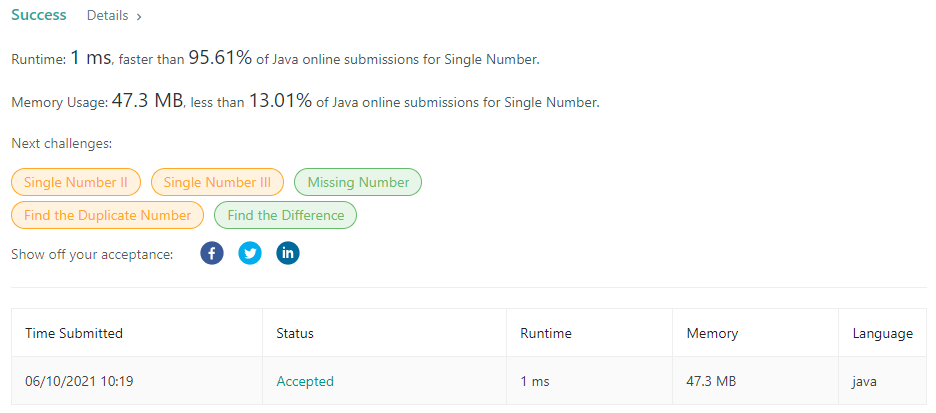 Success Details >
Runtime: 1 ms, faster than 95.61% of Java online submissions for Single Number.
Memory Usage: 47.3 MB, less than 13.01% of Java online submissions for Single Number.
Next challenges:
Single Number II Single Number III Missing Number
Find the Duplicate Number Find the Difference
Show off your acceptance: f in
Time Submitted Status Runtime Memory Language
06/10/2021 10:19 Accepted 1 ms 47.3 MB java